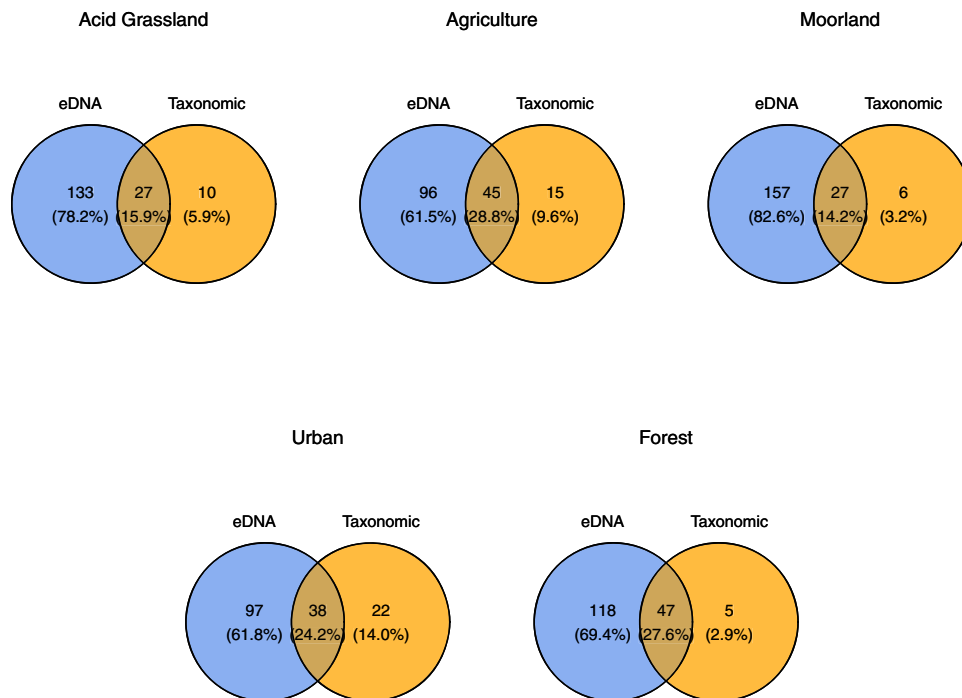 Acid Grassland
Agriculture
Moorland
eDNA Taxonomic
eDNA Taxonomic
eDNA Taxonomic
133 27 10
(78.2%) (15.9%) (5.9%)
96 45 15
(61.5%) (28.8%) (9.6%)
157 27 6
(82.6%) (14.2%) (3.2%)
Urban
Forest
eDNA Taxonomic
eDNA Taxonomic
97 38 22
(61.8%) (24.2%) (14.0%)
118 47 5
(69.4%) (27.6%) (2.9%)